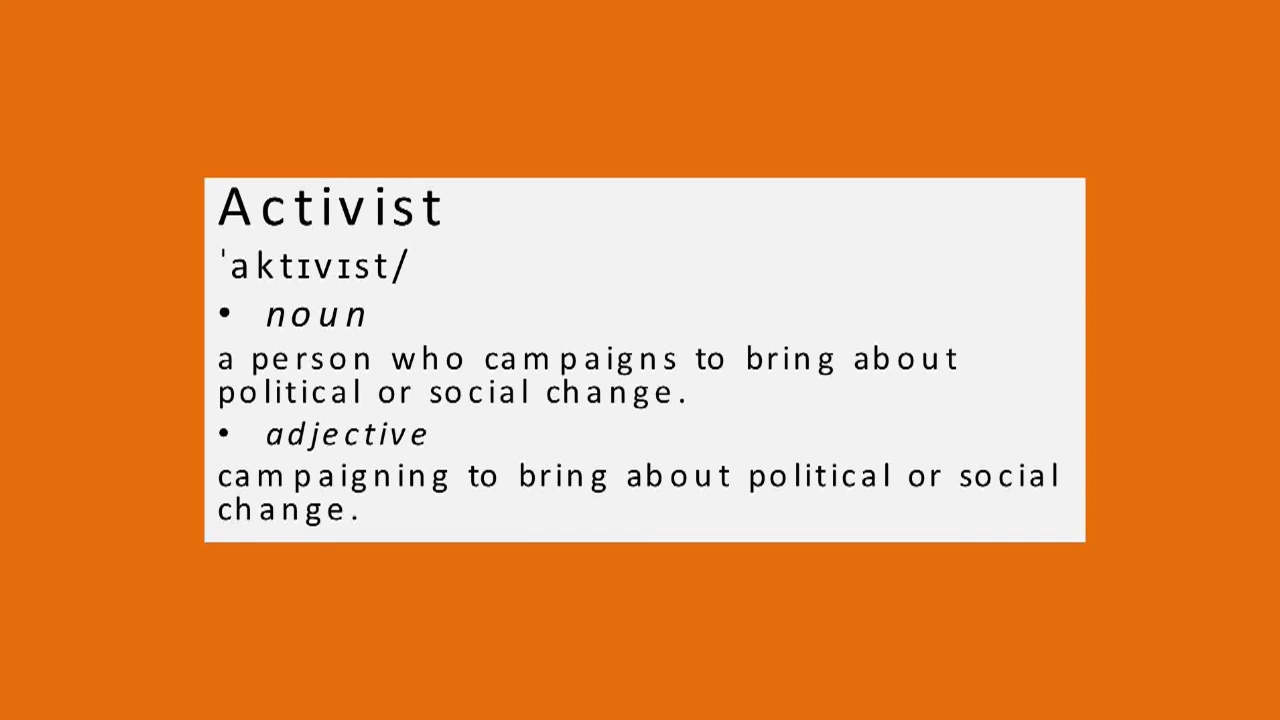 Activist
ˈaktɪvɪst/
• noun
a person who campaigns to bring about
political or social change.
• adjective
campaigning to bring about political or social
change.